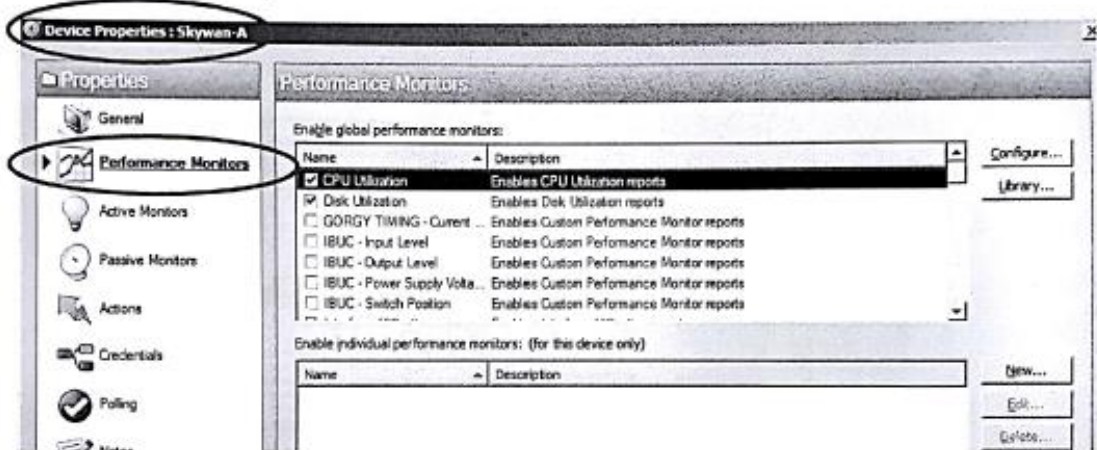 Device Properties : Skywan-A
Properties
General
Performance Monitors
Active Monitors
Passive Monitors
Actions
Credentials
Polling
Notes
Performance Monitors
Enable global performance monitors:
Name Description
CPU Utilization Enables CPU Utilization reports
Disk Utilization Enables Disk Utilization reports
GORGY TIMING - Current ... Enables Custom Performance Monitor reports
IBUC - Input Level Enables Custom Performance Monitor reports
IBUC - Output Level Enables Custom Performance Monitor reports
IBUC - Power Supply Volta... Enables Custom Performance Monitor reports
IBUC - Switch Position Enables Custom Performance Monitor reports
Configure...
Library...
Enable individual performance monitors: (for this device only)
Name Description
New...
Edit...
Delete...